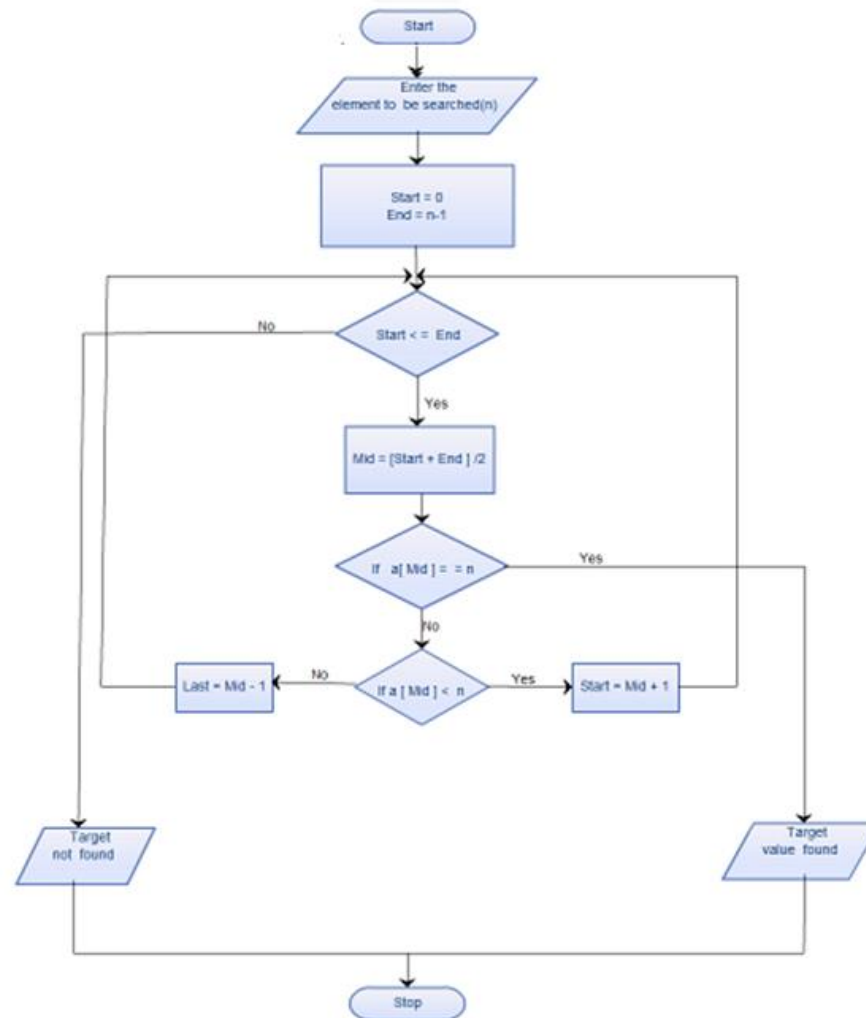 Start
Enter the
element to be searched(n)
Start = 0
End = n-1
Start < = End
No
Yes
Mid = [Start + End ] /2
If a[ Mid ] = = n
Yes
No
If a [ Mid ] < n
No
Yes
Last = Mid - 1
Start = Mid + 1
Target
not found
Target
value found
Stop